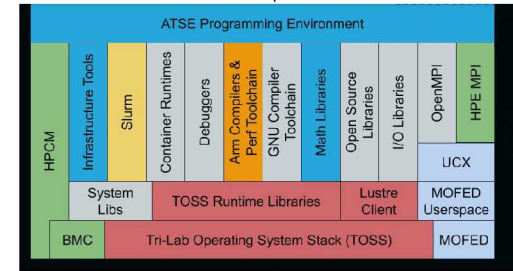 ATSE Programming Environment
HPCM
Infrastructure Tools
Slurm
Container Runtimes
Debuggers
Arm Compilers &
Perf Toolchain
GNU Compiler
Toolchain
Math Libraries
Open Source
Libraries
I/O Libraries
OpenMPI
HPE MPI
UCX
System
Libs
TOSS Runtime Libraries
Lustre
Client
MOFED
Userspace
BMC
Tri-Lab Operating System Stack (TOSS)
MOFED